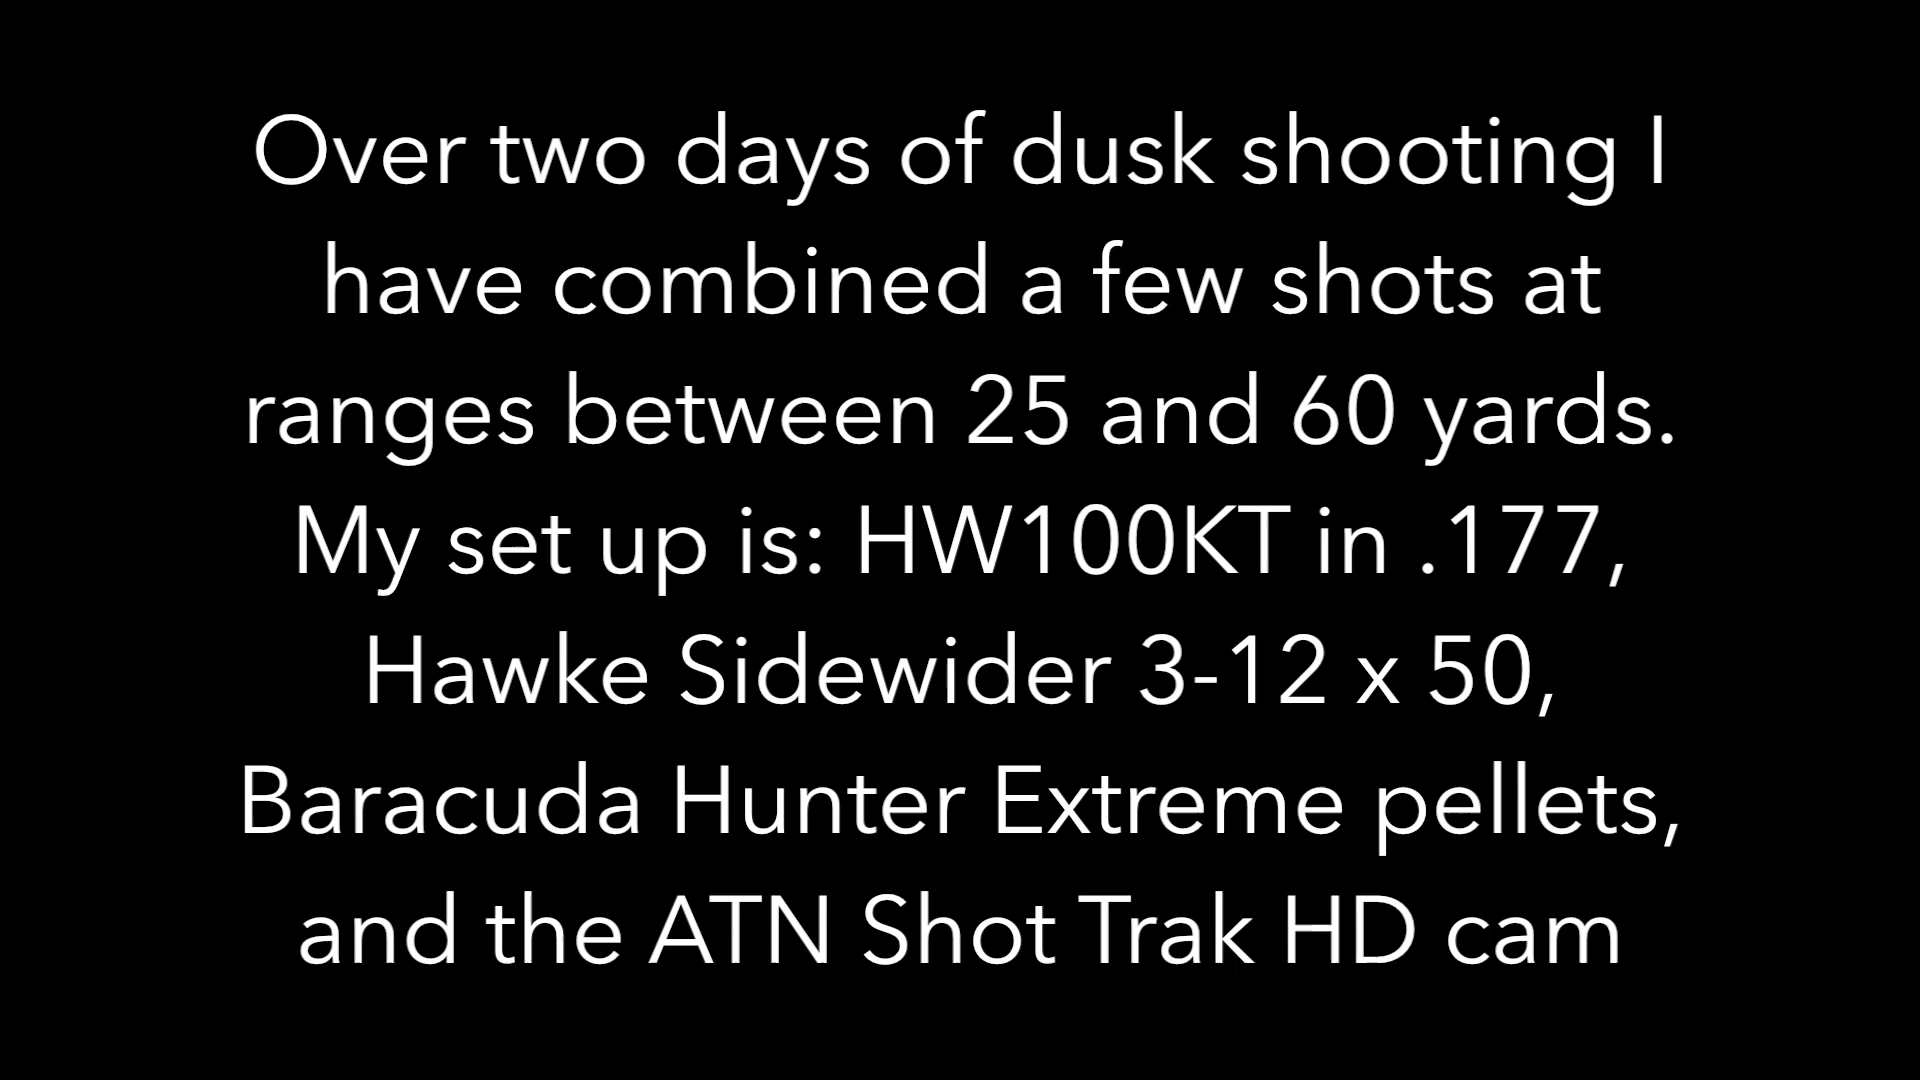 Over two days of dusk shooting I
have combined a few shots at
ranges between 25 and 60 yards.
My set up is: HW100KT in .177,
Hawke Sidewider 3-12 x 50,
Baracuda Hunter Extreme pellets,
and the ATN Shot Trak HD cam